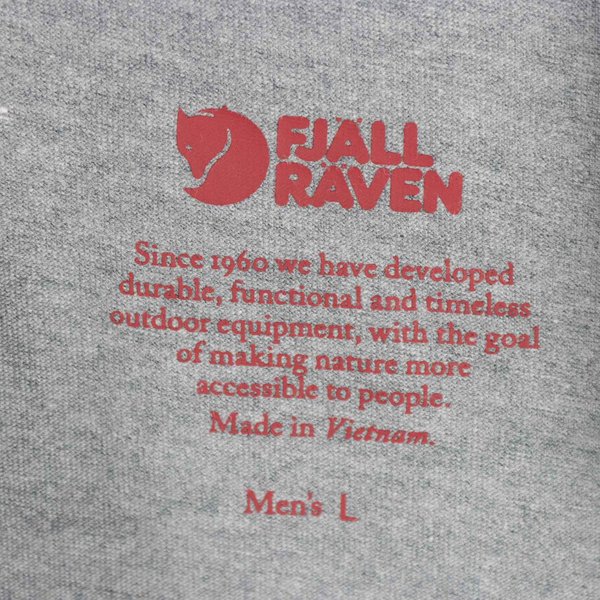 FJÄLL
RÄVEN
Since 1960 we have developed
durable, functional and timeless
outdoor equipment, with the goal
of making nature more
accessible to people.
Made in Vietnam.
Men's L